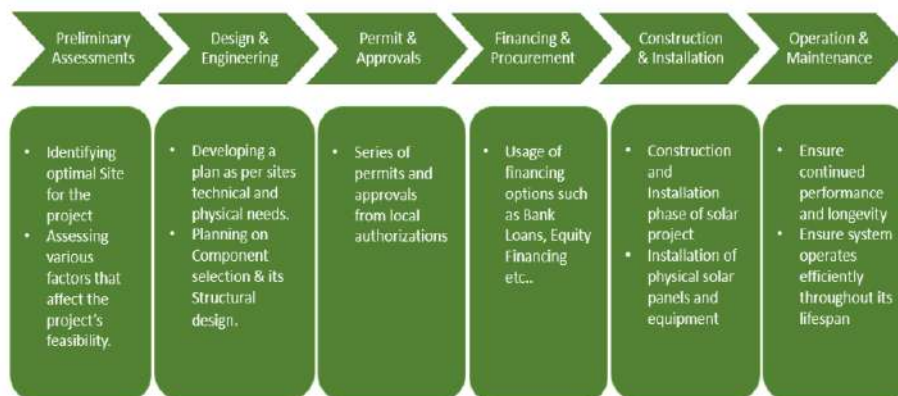 Preliminary
Assessments
Design &
Engineering
Permit &
Approvals
Financing &
Procurement
Construction
& Installation
Operation &
Maintenance
• Identifying
optimal Site for
the project
• Assessing
various
factors that
affect the
project's
feasibility.
• Developing a
plan as per sites
technical and
physical needs.
• Planning on
Component
selection & its
Structural
design.
• Series of
permits and
approvals
from local
authorizations
• Usage of
financing
options such
as Bank
Loans, Equity
Financing
etc..
• Construction
and
Installation
phase of solar
project
• Installation of
physical solar
panels and
equipment
• Ensure
continued
performance
and longevity
• Ensure system
operates
efficiently
throughout its
lifespan